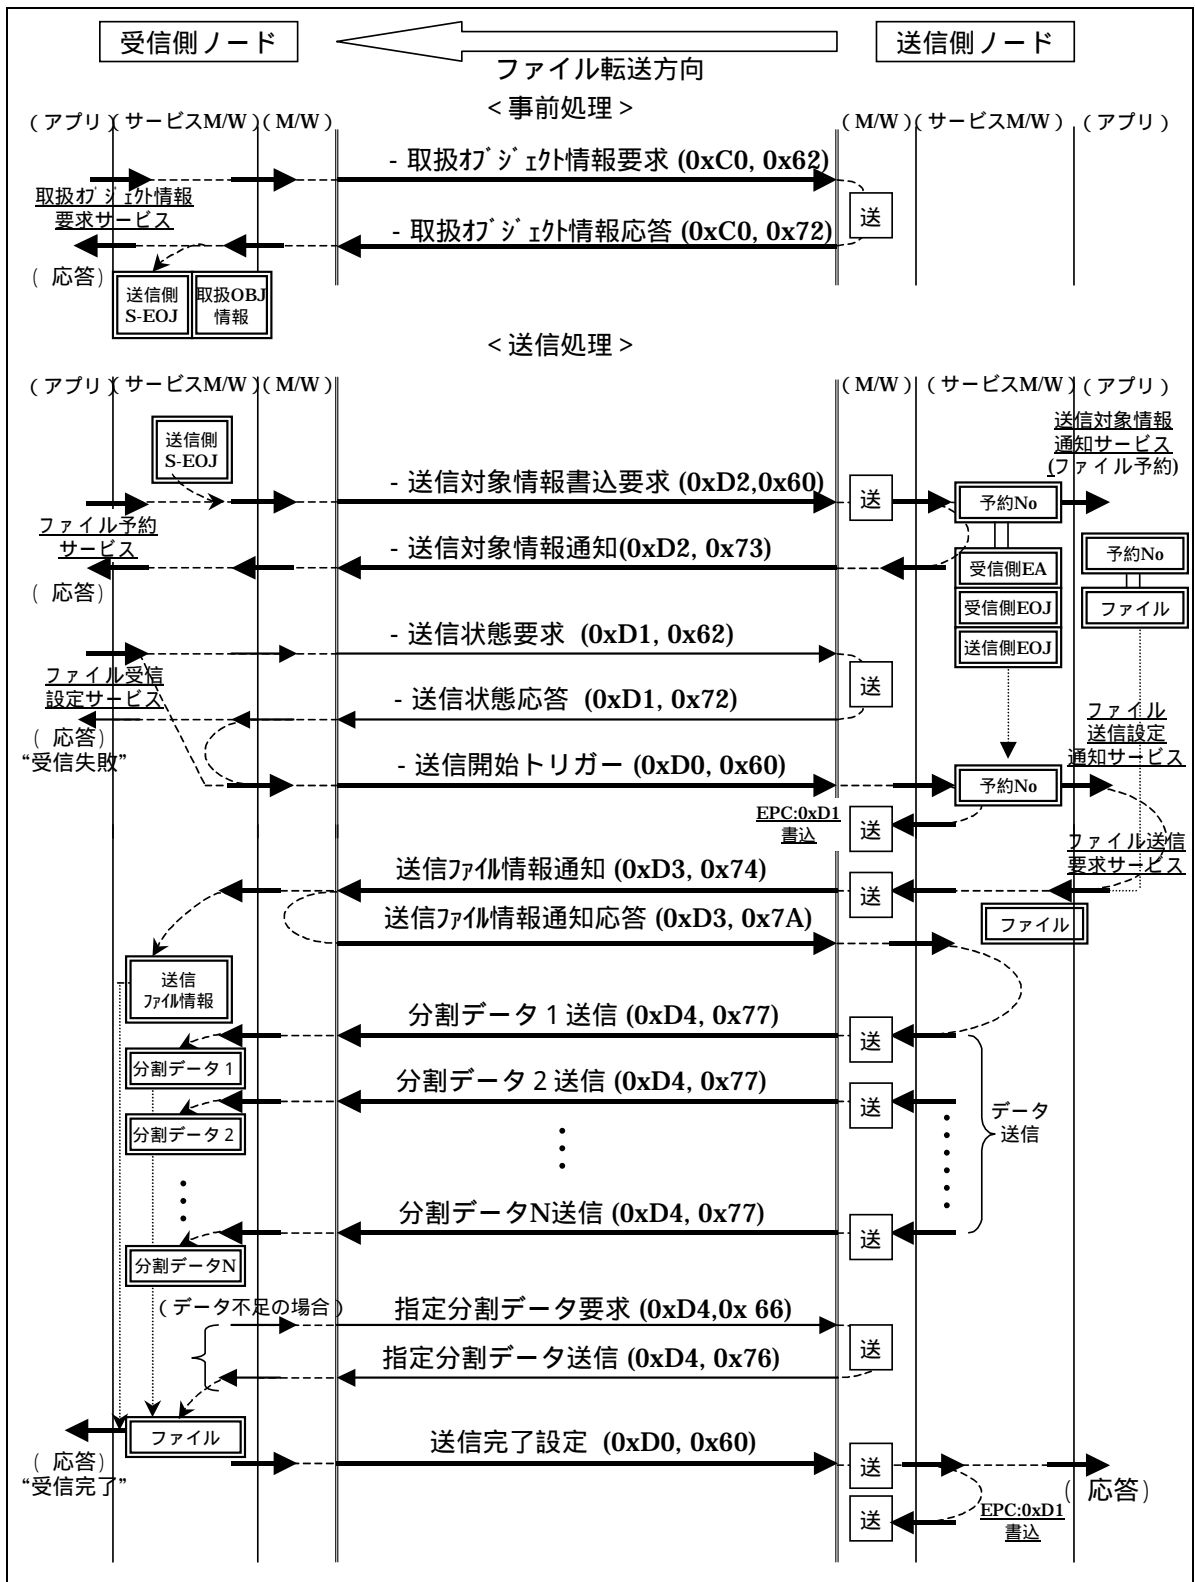 受信側ノード
送信側ノード
ファイル転送方向
< 事前処理 >
(アプリ)(サービスM/W)(M/W)
(M/W)(サービスM/W)(アプリ)
- 取扱オブジェクト情報要求 (0xC0, 0x62)
取扱オブジェクト情報
要求サービス
送
- 取扱オブジェクト情報応答 (0xC0, 0x72)
( 応答)
送信側
S-EOJ
取扱OBJ
情報
< 送信処理 >
(アプリ)(サービスM/W)(M/W)
(M/W)(サービスM/W)(アプリ)
送信側
S-EOJ
送信対象情報
通知サービス
(ファイル予約)
- 送信対象情報書込要求 (0xD2,0x60)
送
予約No
ファイル予約
サービス
- 送信対象情報通知(0xD2, 0x73)
( 応答)
受信側EA
受信側EOJ
送信側EOJ
予約No
ファイル
- 送信状態要求 (0xD1, 0x62)
ファイル受信
設定サービス
送
- 送信状態応答 (0xD1, 0x72)
( 応答)
“受信失敗”
ファイル
送信設定
通知サービス
- 送信開始トリガー (0xD0, 0x60)
予約No
EPC:0xD1
書込
送
ファイル送信
要求サービス
送信ファイル情報通知 (0xD3, 0x74)
送
送信ファイル情報通知応答 (0xD3, 0x7A)
ファイル
送信
ファイル情報
分割データ1送信 (0xD4, 0x77)
送
分割データ1
分割データ2送信 (0xD4, 0x77)
送
分割データ2
データ
送信
分割データN送信 (0xD4, 0x77)
送
分割データN
(データ不足の場合)
指定分割データ要求 (0xD4,0x 66)
送
指定分割データ送信 (0xD4, 0x76)
ファイル
( 応答)
“受信完了”
送信完了設定 (0xD0, 0x60)
送
( 応答)
送
EPC:0xD1
書込